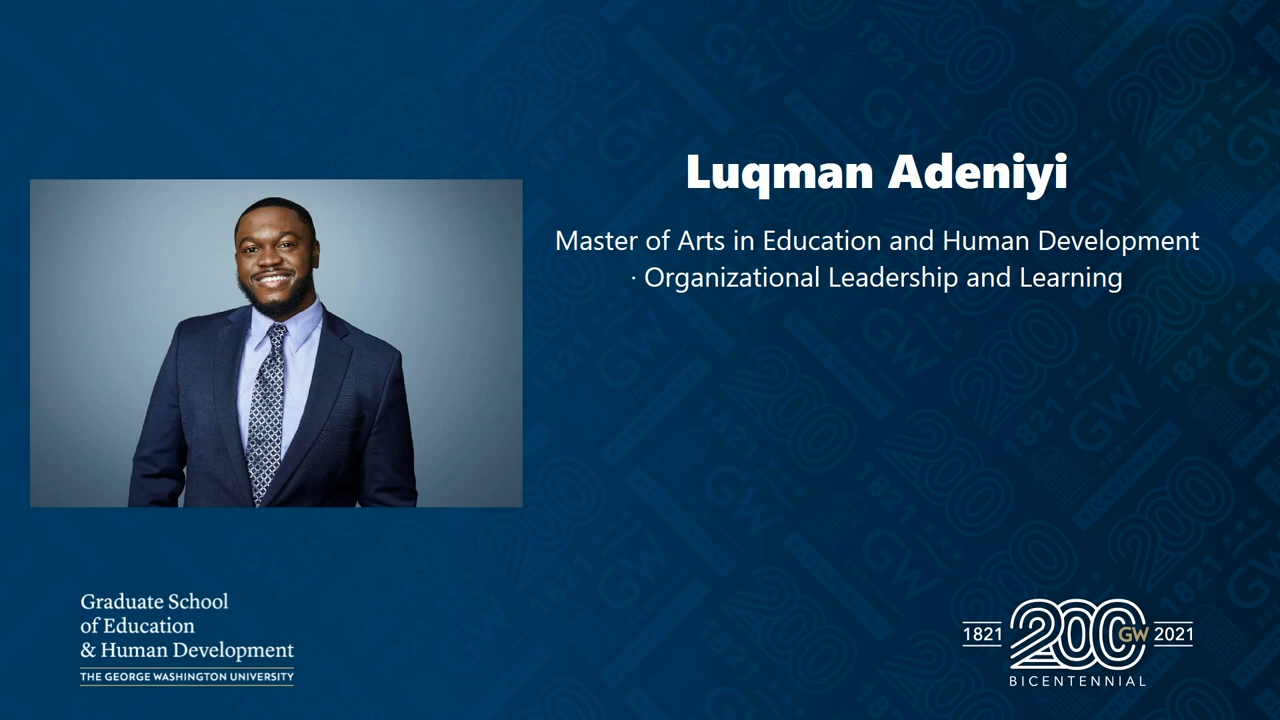 Luqman Adeniyi
Master of Arts in Education and Human Development
· Organizational Leadership and Learning
Graduate School
of Education
& Human Development
THE GEORGE WASHINGTON UNIVERSITY
1821 200 GW 2021
BICENTENNIAL